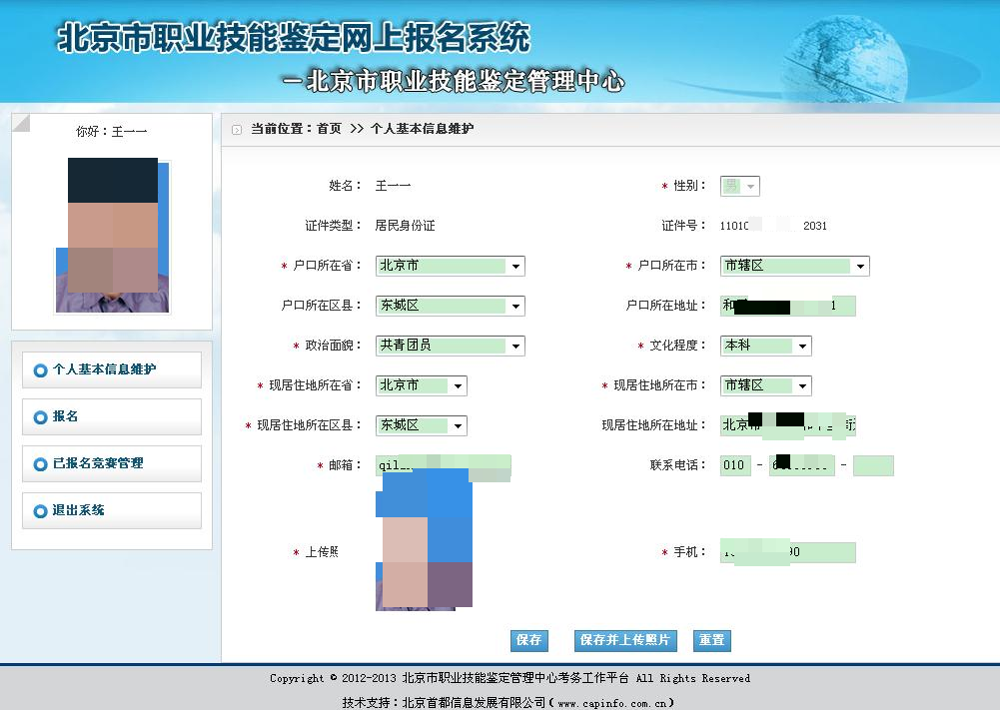 北京市职业技能鉴定网上报名系统
—北京市职业技能鉴定管理中心
你好：王一一
个人基本信息维护
报名
已报名竞赛管理
退出系统
当前位置：首页 >> 个人基本信息维护
姓名： 王一一 * 性别： 男
证件类型： 居民身份证 证件号： 11010 2031
* 户口所在省： 北京市 * 户口所在市： 市辖区
户口所在区县： 东城区 户口所在地址： 和 1
* 政治面貌： 共青团员 * 文化程度： 本科
* 现居住地所在省： 北京市 * 现居住地所在市： 市辖区
* 现居住地所在区县： 东城区 现居住地所在地址： 北京
* 邮箱： qil 联系电话： 010 - 6 - 
* 上传照 * 手机： 90
保存 保存并上传照片 重置
Copyright © 2012-2013 北京市职业技能鉴定管理中心考务工作平台 All Rights Reserved
技术支持：北京首都信息发展有限公司（www.capinfo.com.cn）